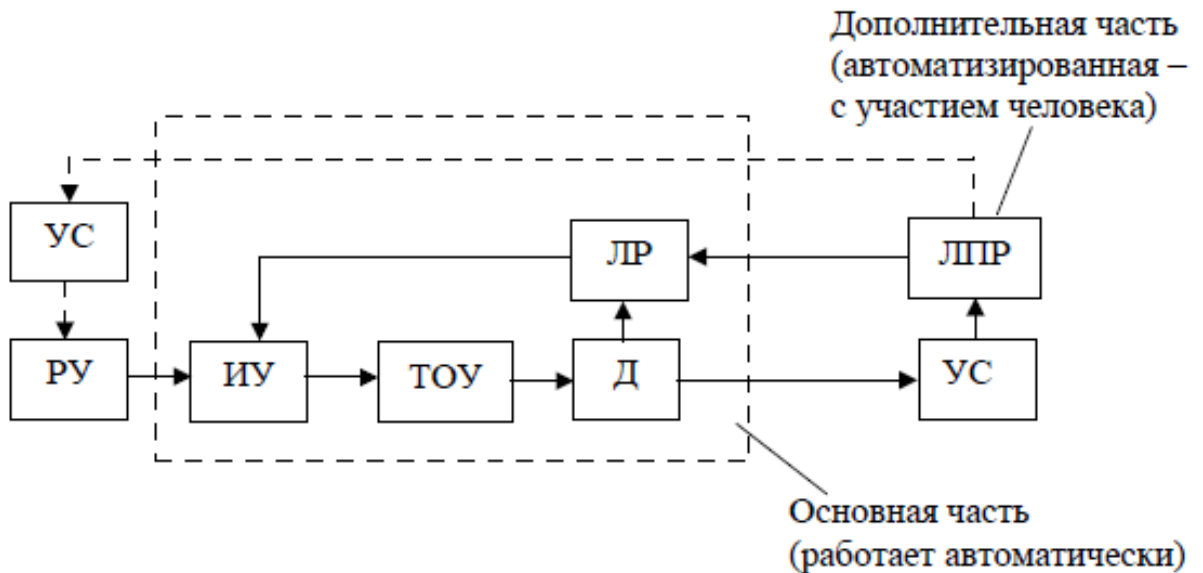 Дополнительная часть
(автоматизированная –
с участием человека)
УС
ЛР
ЛПР
РУ
ИУ
ТОУ
Д
УС
Основная часть
(работает автоматически)